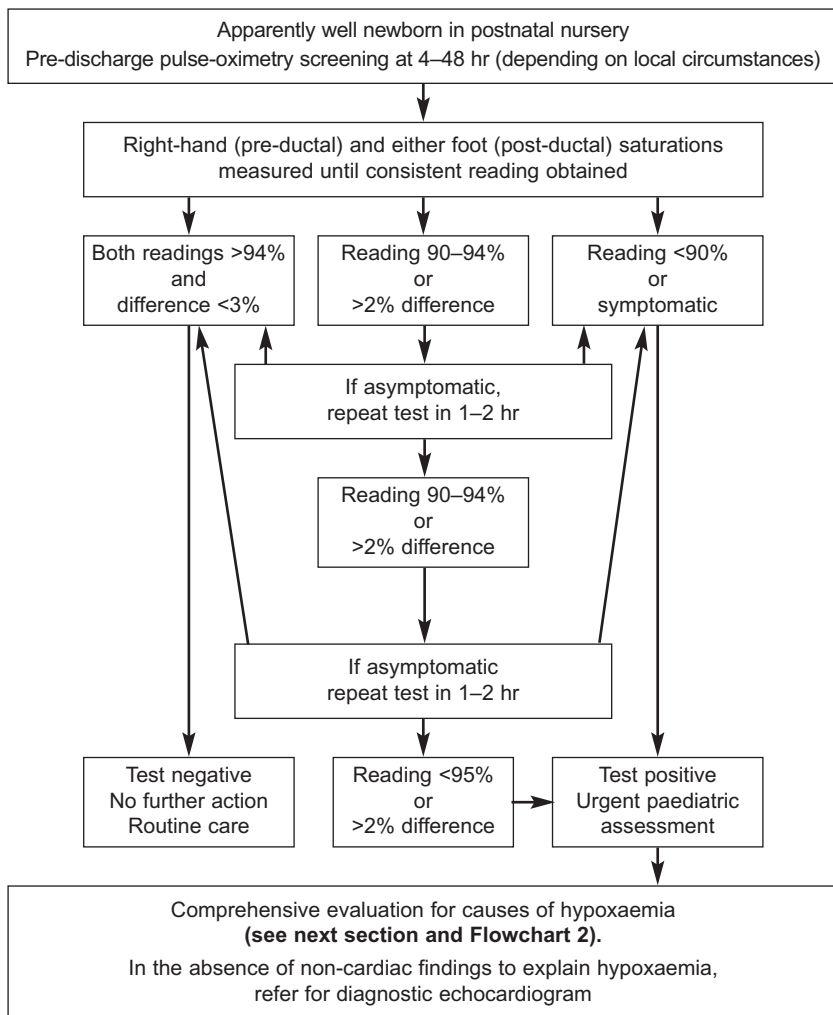 Apparently well newborn in postnatal nursery
Pre-discharge pulse-oximetry screening at 4–48 hr (depending on local circumstances)
Right-hand (pre-ductal) and either foot (post-ductal) saturations
measured until consistent reading obtained
Both readings >94%
and
difference <3%
Reading 90–94%
or
>2% difference
Reading <90%
or
symptomatic
If asymptomatic,
repeat test in 1–2 hr
Reading 90–94%
or
>2% difference
If asymptomatic
repeat test in 1–2 hr
Test negative
No further action
Routine care
Reading <95%
or
>2% difference
Test positive
Urgent paediatric
assessment
Comprehensive evaluation for causes of hypoxaemia
(see next section and Flowchart 2).
In the absence of non-cardiac findings to explain hypoxaemia,
refer for diagnostic echocardiogram